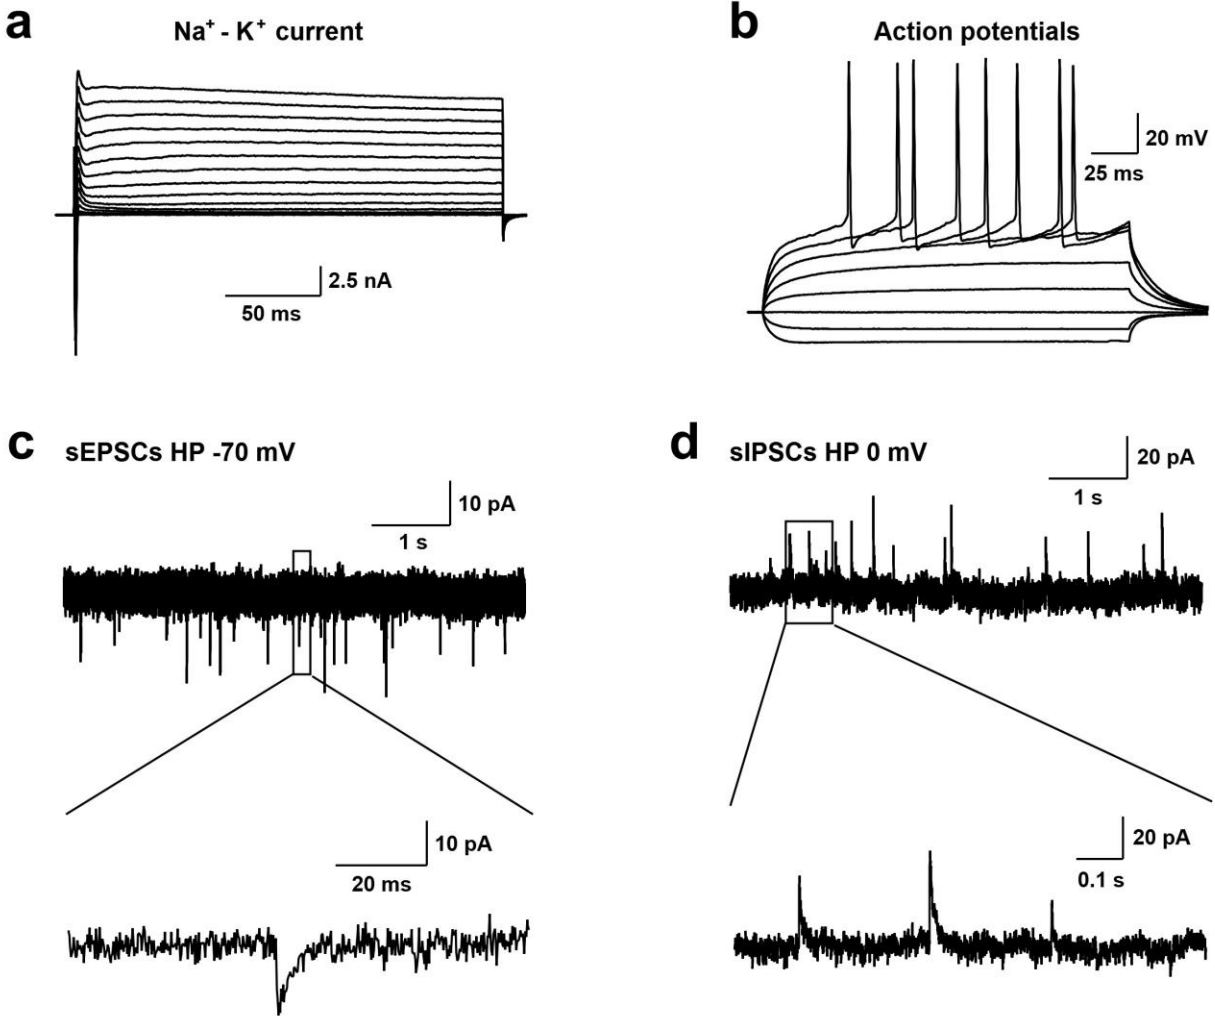 a
Na⁺ - K⁺ current
2.5 nA
50 ms
b
Action potentials
20 mV
25 ms
c
sEPSCs HP -70 mV
10 pA
1 s
10 pA
20 ms
d
sIPSCs HP 0 mV
20 pA
1 s
20 pA
0.1 s